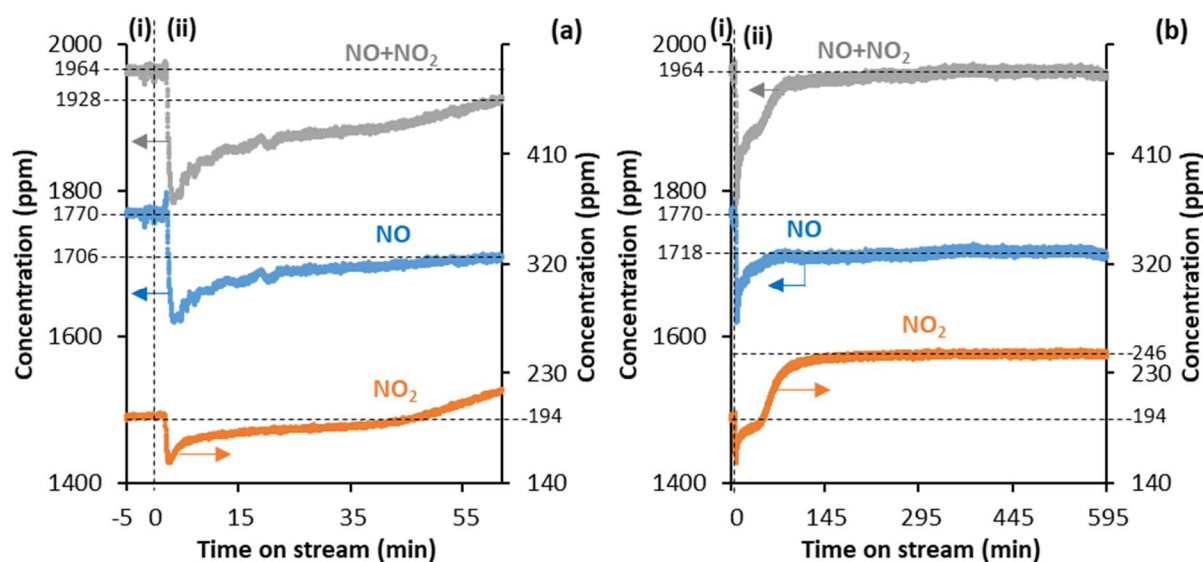 (i) (ii) (a)
NO+NO₂
2000
1964
1928
1800
1770
1706
1600
1400
Concentration (ppm)
NO
NO₂
410
320
230
194
140
Concentration (ppm)
-5 0 15 35 55
Time on stream (min)
(i) (ii) (b)
NO+NO₂
2000
1964
1800
1770
1718
1600
1400
Concentration (ppm)
NO
NO₂
410
320
246
230
194
140
Concentration (ppm)
0 145 295 445 595
Time on stream (min)